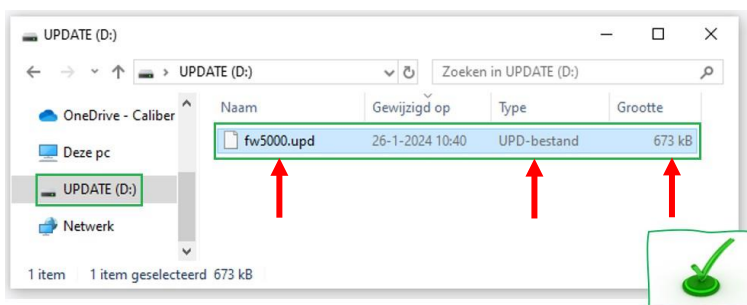 UPDATE (D:)
UPDATE (D:)
Zoeken in UPDATE (D:)
Naam Gewijzigd op Type Grootte
OneDrive - Caliber
fw5000.upd 26-1-2024 10:40 UPD-bestand 673 kB
Deze pc
UPDATE (D:)
Netwerk
1 item 1 item geselecteerd 673 kB